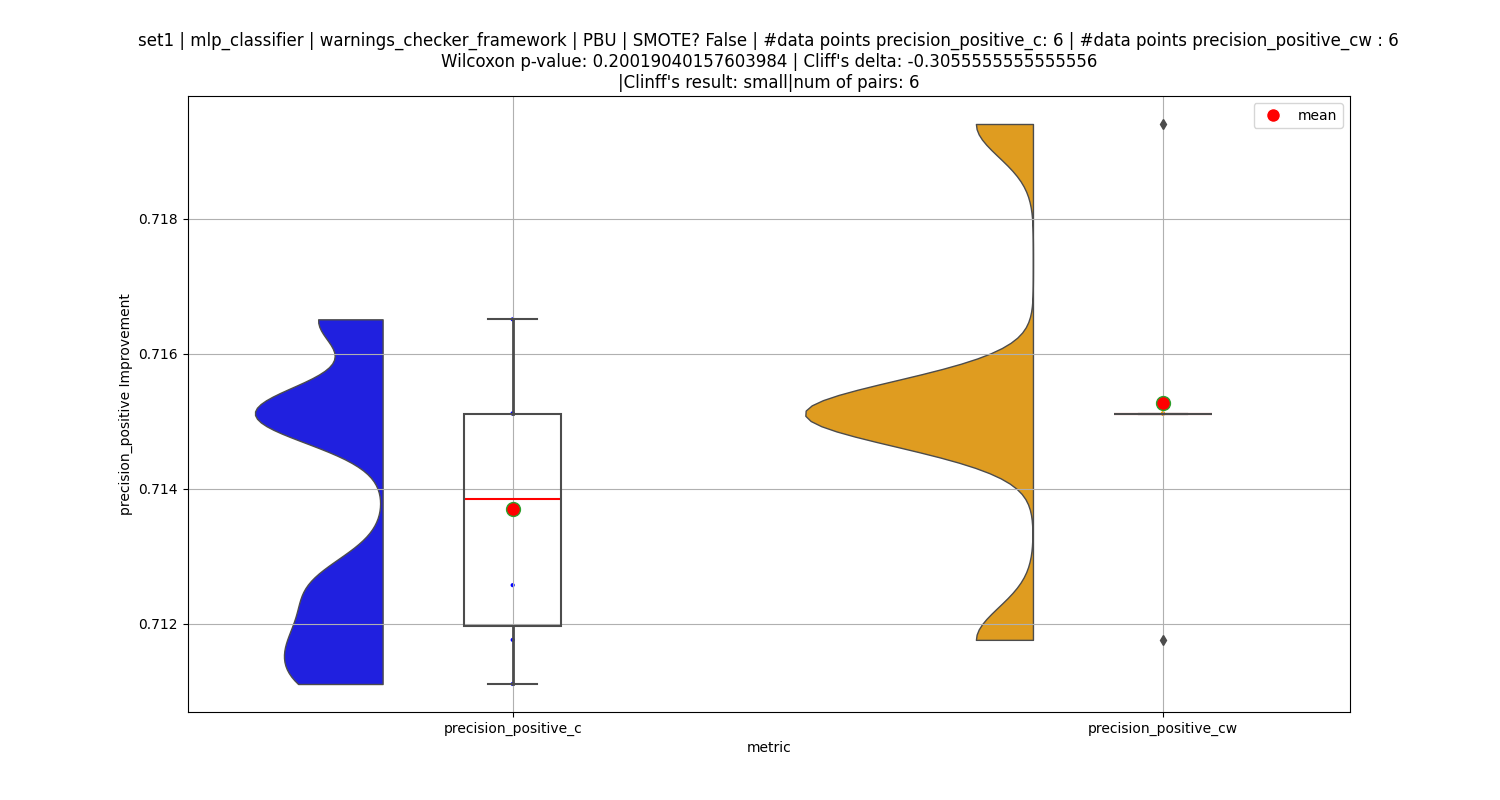 set1 | mlp_classifier | warnings_checker_framework | PBU | SMOTE? False | #data points precision_positive_c: 6 | #data points precision_positive_cw : 6
Wilcoxon p-value: 0.20019040157603984 | Cliff's delta: -0.3055555555555556
|Clinff's result: small|num of pairs: 6
mean
precision_positive Improvement
0.718
0.716
0.714
0.712
precision_positive_c
precision_positive_cw
metric